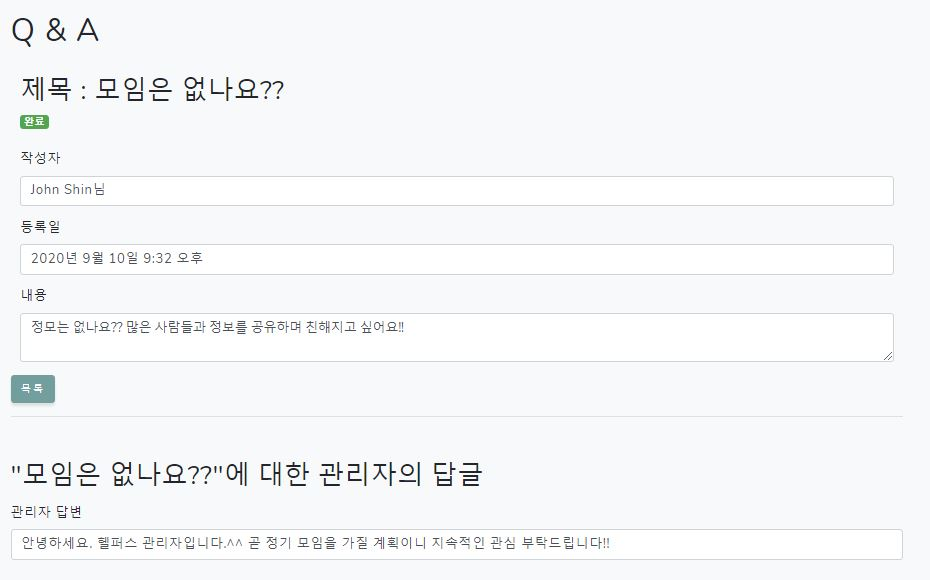 Q & A
제목 : 모임은 없나요??
완료
작성자
John Shin님
등록일
2020년 9월 10일 9:32 오후
내용
정모는 없나요?? 많은 사람들과 정보를 공유하며 친해지고 싶어요!!
목록
"모임은 없나요??"에 대한 관리자의 답글
관리자 답변
안녕하세요. 헬퍼스 관리자입니다.^^ 곧 정기 모임을 가질 계획이니 지속적인 관심 부탁드립니다!!